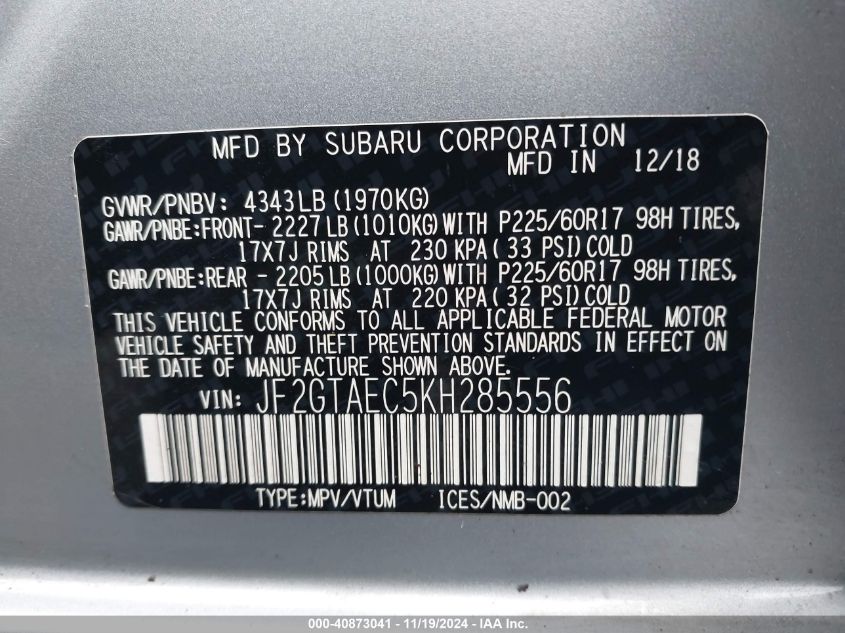 MFD BY SUBARU CORPORATION
MFD IN 12/18
GVWR/PNBV: 4343LB (1970KG)
GAWR/PNBE:FRONT- 2227 LB (1010KG) WITH P225/60R17 98H TIRES,
17X7J RIMS AT 230 KPA ( 33 PSI) COLD
GAWR/PNBE:REAR - 2205 LB (1000KG) WITH P225/60R17 98H TIRES,
17X7J RIMS AT 220 KPA ( 32 PSI) COLD
THIS VEHICLE CONFORMS TO ALL APPLICABLE FEDERAL MOTOR
VEHICLE SAFETY AND THEFT PREVENTION STANDARDS IN EFFECT ON
THE DATE OF MANUFACTURE SHOWN ABOVE.
VIN: JF2GTAEC5KH285556
TYPE:MPV/VTUM ICES/NMB-002
000-40873041 - 11/19/2024 - IAA Inc.